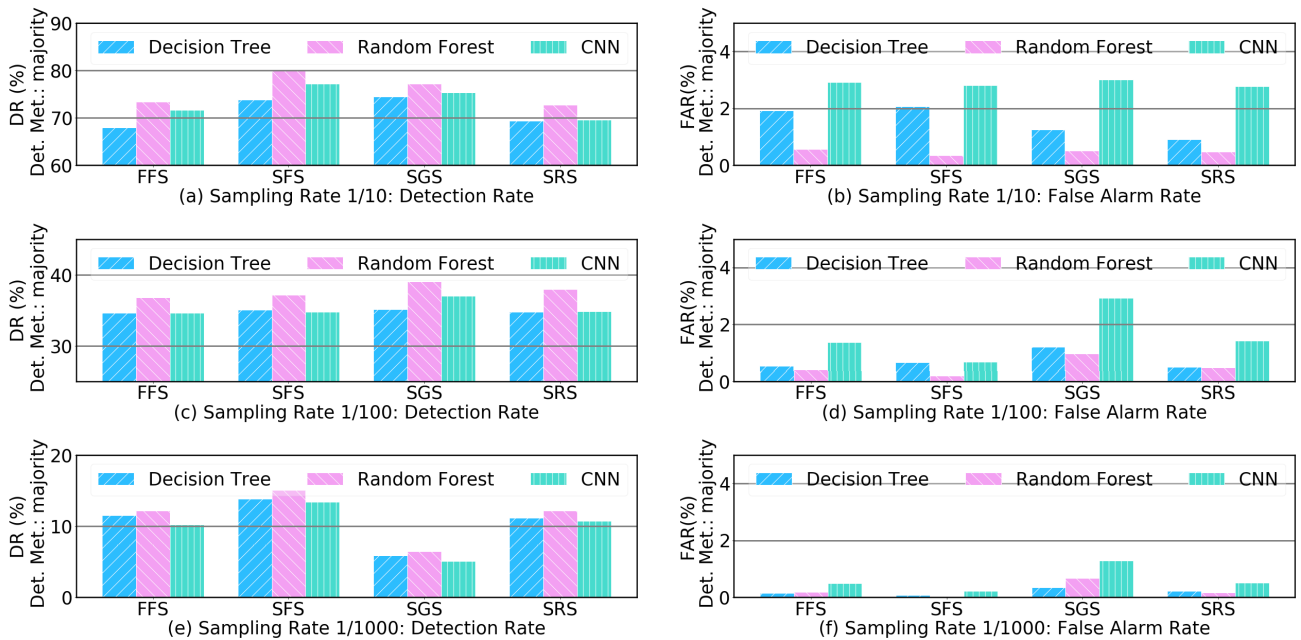 DR (%)
Det. Met.: majority
90
80
70
60
Decision Tree
Random Forest
CNN
FFS
SFS
SGS
SRS
(a) Sampling Rate 1/10: Detection Rate
FAR(%)
Det. Met.: majority
4
2
0
Decision Tree
Random Forest
CNN
FFS
SFS
SGS
SRS
(b) Sampling Rate 1/10: False Alarm Rate
DR (%)
Det. Met.: majority
40
30
Decision Tree
Random Forest
CNN
FFS
SFS
SGS
SRS
(c) Sampling Rate 1/100: Detection Rate
FAR(%)
Det. Met.: majority
4
2
0
Decision Tree
Random Forest
CNN
FFS
SFS
SGS
SRS
(d) Sampling Rate 1/100: False Alarm Rate
DR (%)
Det. Met.: majority
20
10
0
Decision Tree
Random Forest
CNN
FFS
SFS
SGS
SRS
(e) Sampling Rate 1/1000: Detection Rate
FAR(%)
Det. Met.: majority
4
2
0
Decision Tree
Random Forest
CNN
FFS
SFS
SGS
SRS
(f) Sampling Rate 1/1000: False Alarm Rate